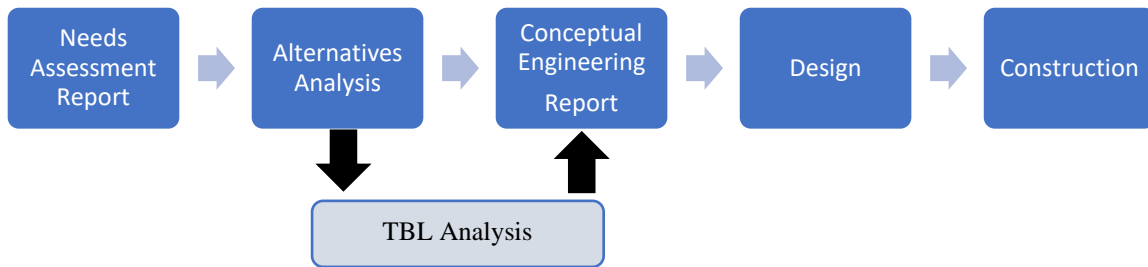 Needs
Assessment
Report
Alternatives
Analysis
Conceptual
Engineering
Report
Design
Construction
TBL Analysis